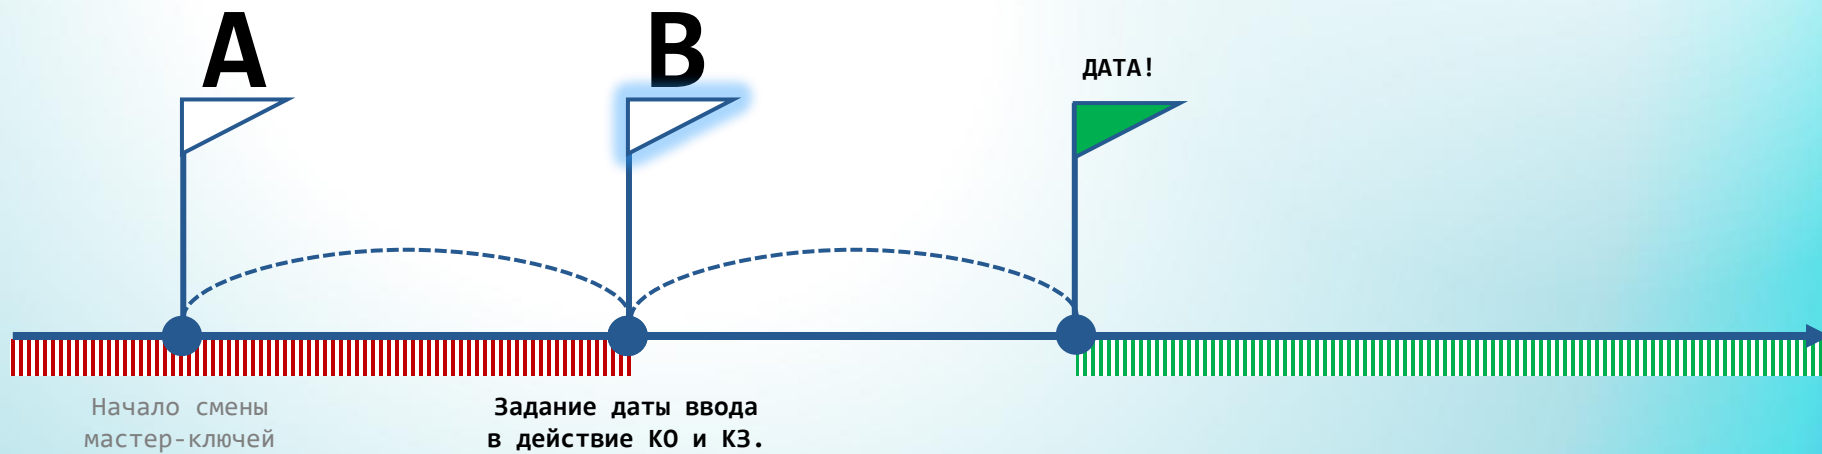 A
B
ДАТА!
Начало смены
мастер-ключей
Задание даты ввода
в действие КО и КЗ.